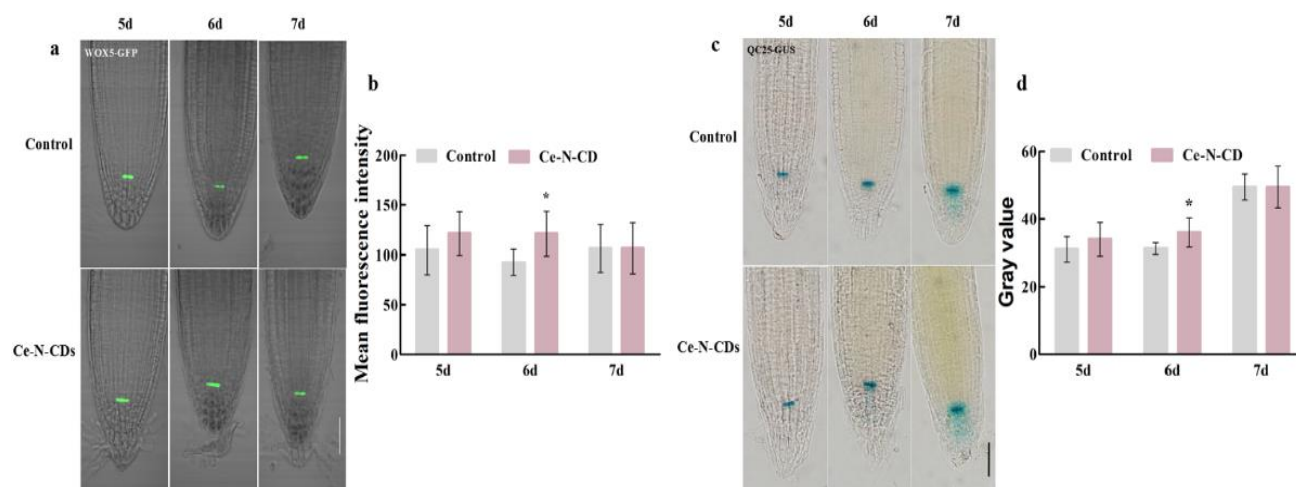 5d 6d 7d
a
WOX5-GFP
Control
Ce-N-CDs
b
Mean fluorescence intensity
Control Ce-N-CD
200
150
100
50
0
*
5d 6d 7d
5d 6d 7d
c
QC25-GUS
Control
Ce-N-CDs
d
Gray value
Control Ce-N-CD
60
40
20
0
*
5d 6d 7d